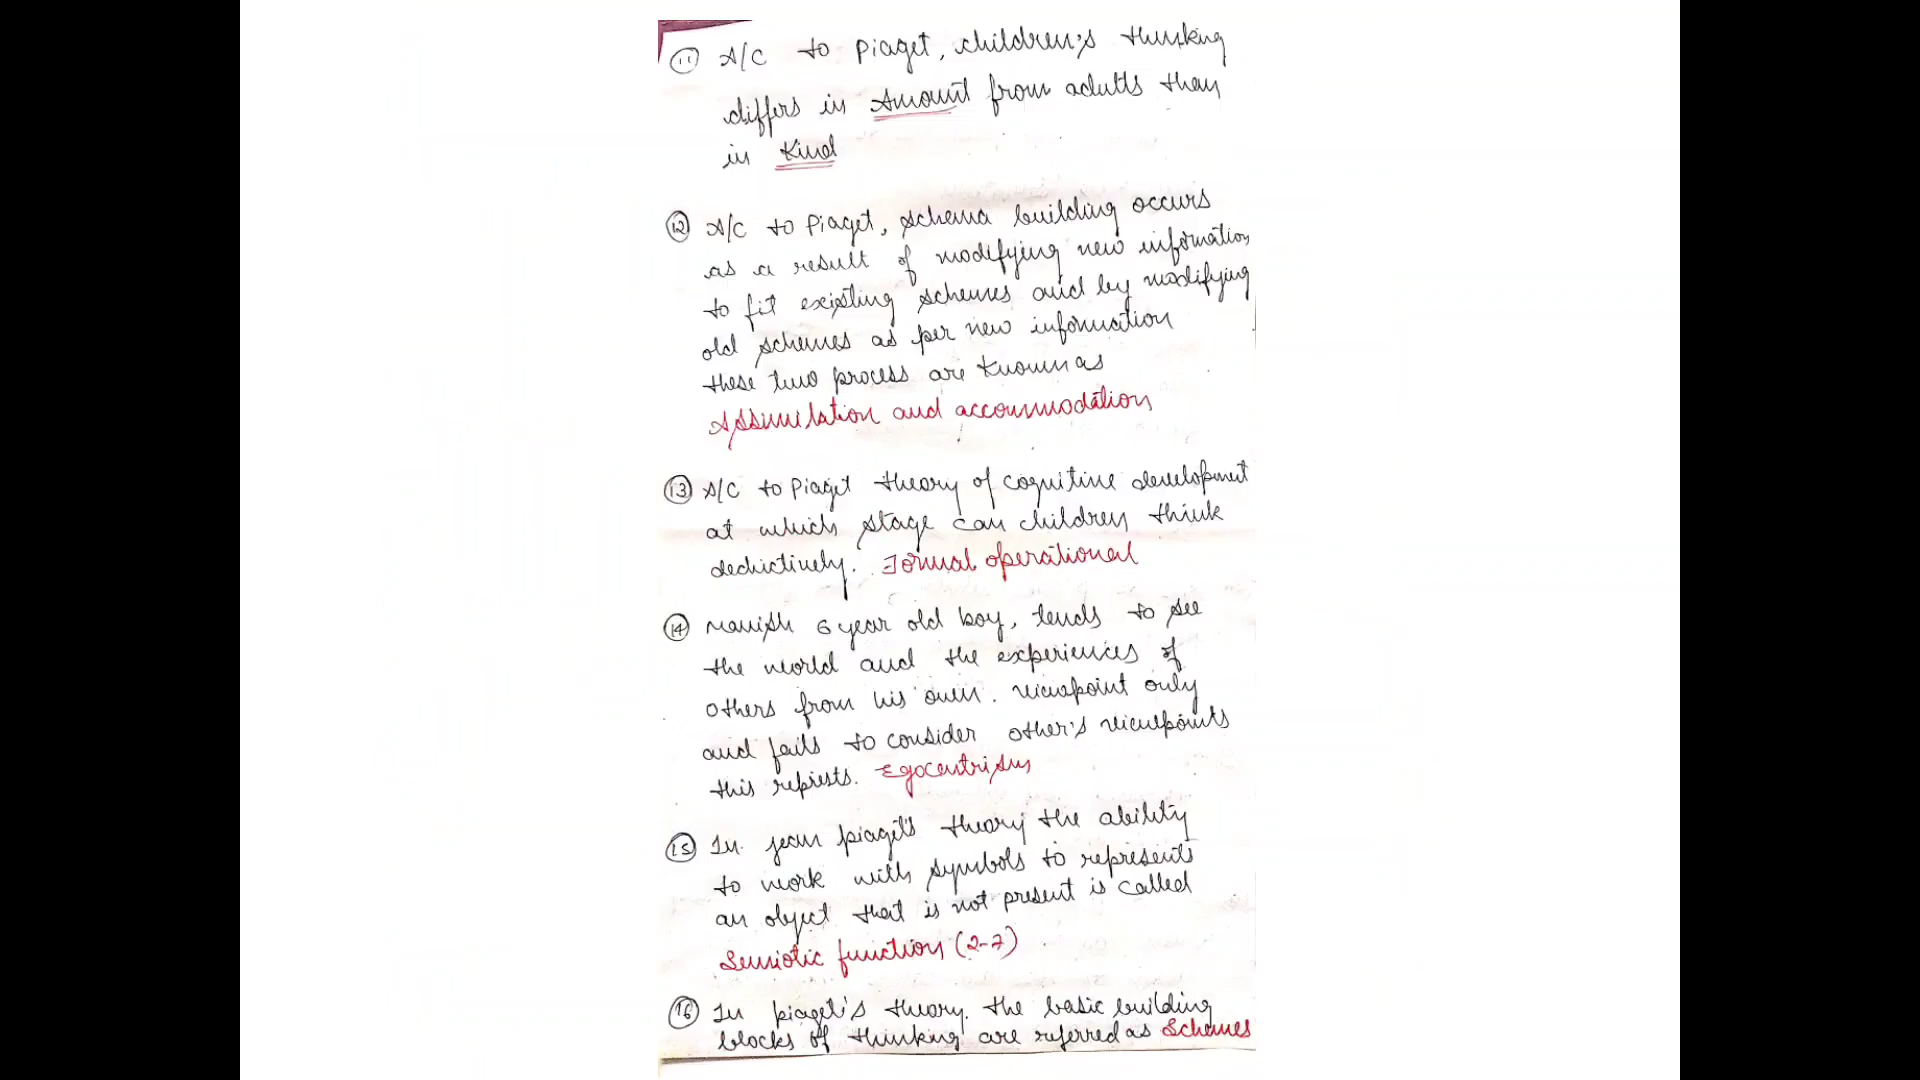 11 A/C to Piaget, children's thinking
differs in Amount from adults than
in Kind
12 A/C to Piaget, schema building occurs
as a result of modifying new information
to fit existing schemes and by modifying
old schemes as per new information
these two process are known as
Assimilation and accommodation
13 A/C to Piaget theory of cognitive development
at which stage can children think
deductively. Formal operational
14 Manish 6 year old boy, tends to see
the world and the experiences of
others from his own. viewpoint only
and fails to consider other's viewpoints
this
Egocentrism
15 In jean piaget's theory the ability
to work with symbols to represents
an object that is not present is called
Semiotic function (2-7)
16 In piaget's theory. the basic building
blocks of thinking are referred as Schemes